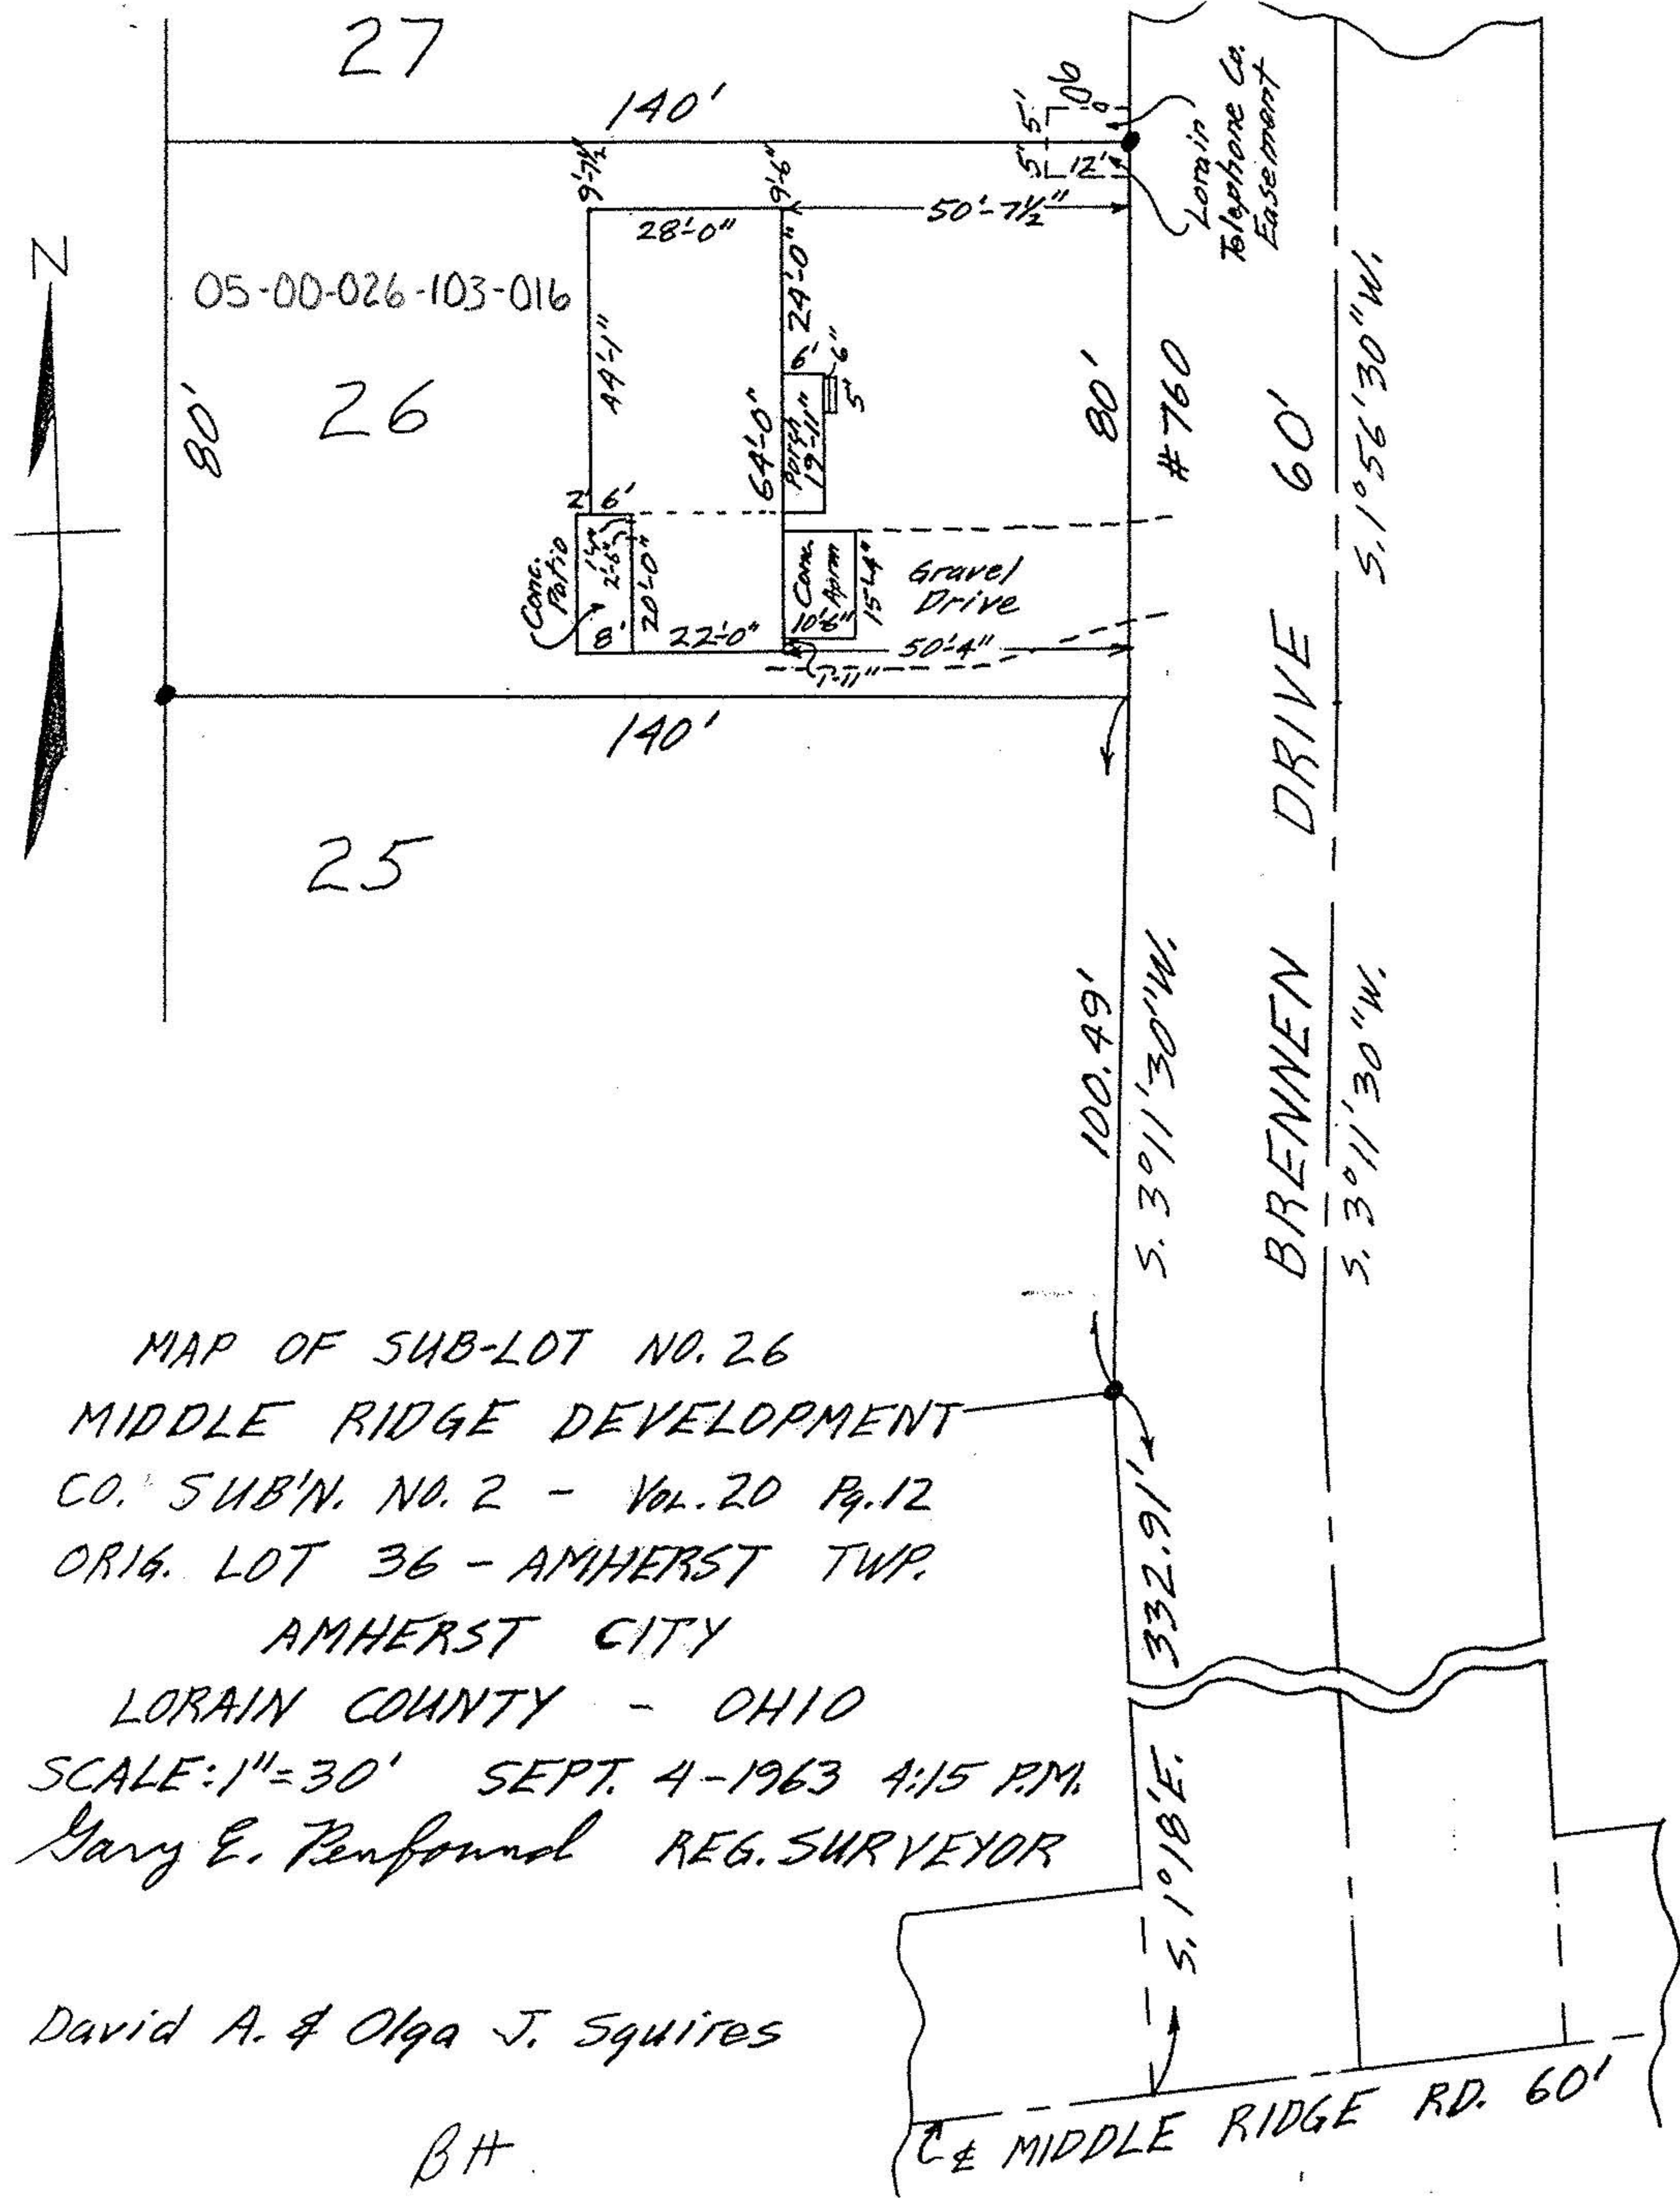 27
140'
5'
90°
5'
12'
Lorain
Telephone Co.
Easement
9'-7½"
9'-6"
50'-7½"
28'-0"
N
05-00-026-103-016
24'-0"
44'-1"
6'
6"
5'
80'
26
64'-0"
Porch
19'-11"
80'
#760
S. 1° 56' 30" W.
2'
6'
Conc.
Patio
2'-6"
20'-0"
8'
22'-0"
Conc.
Apron
10'-6"
15'-4"
Gravel
Drive
50'-4"
1'-11"
140'
25
BRENNEN DRIVE 60'
100.49'
S. 3° 11' 30" W.
S. 3° 11' 30" W.
MAP OF SUB-LOT NO. 26
MIDDLE RIDGE DEVELOPMENT
CO. SUB'N. NO. 2 - VOL. 20 Pg. 12
ORIG. LOT 36 - AMHERST TWP.
AMHERST CITY
LORAIN COUNTY - OHIO
SCALE: 1"=30' SEPT. 4-1963 4:15 P.M.
Gary E. Penfound REG. SURVEYOR
332.91'
S. 1° 18' E.
David A. & Olga J. Squires
BH
℄ MIDDLE RIDGE RD. 60'